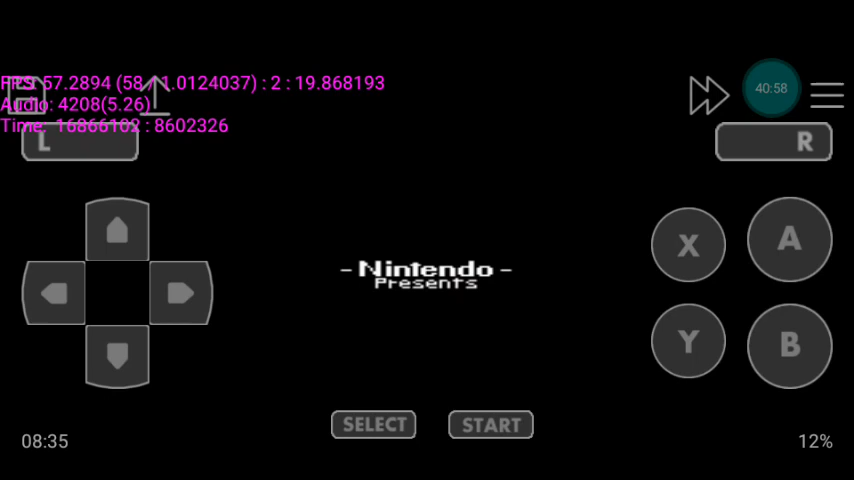 FPS: 57.2894 (58 / 1.0124037) : 2 : 19.868193
Audio: 4208(5.26)
40:58
Time: 16866102 : 8602326
L
R
X
A
- Nintendo -
Presents
Y
B
SELECT
START
08:35
12%